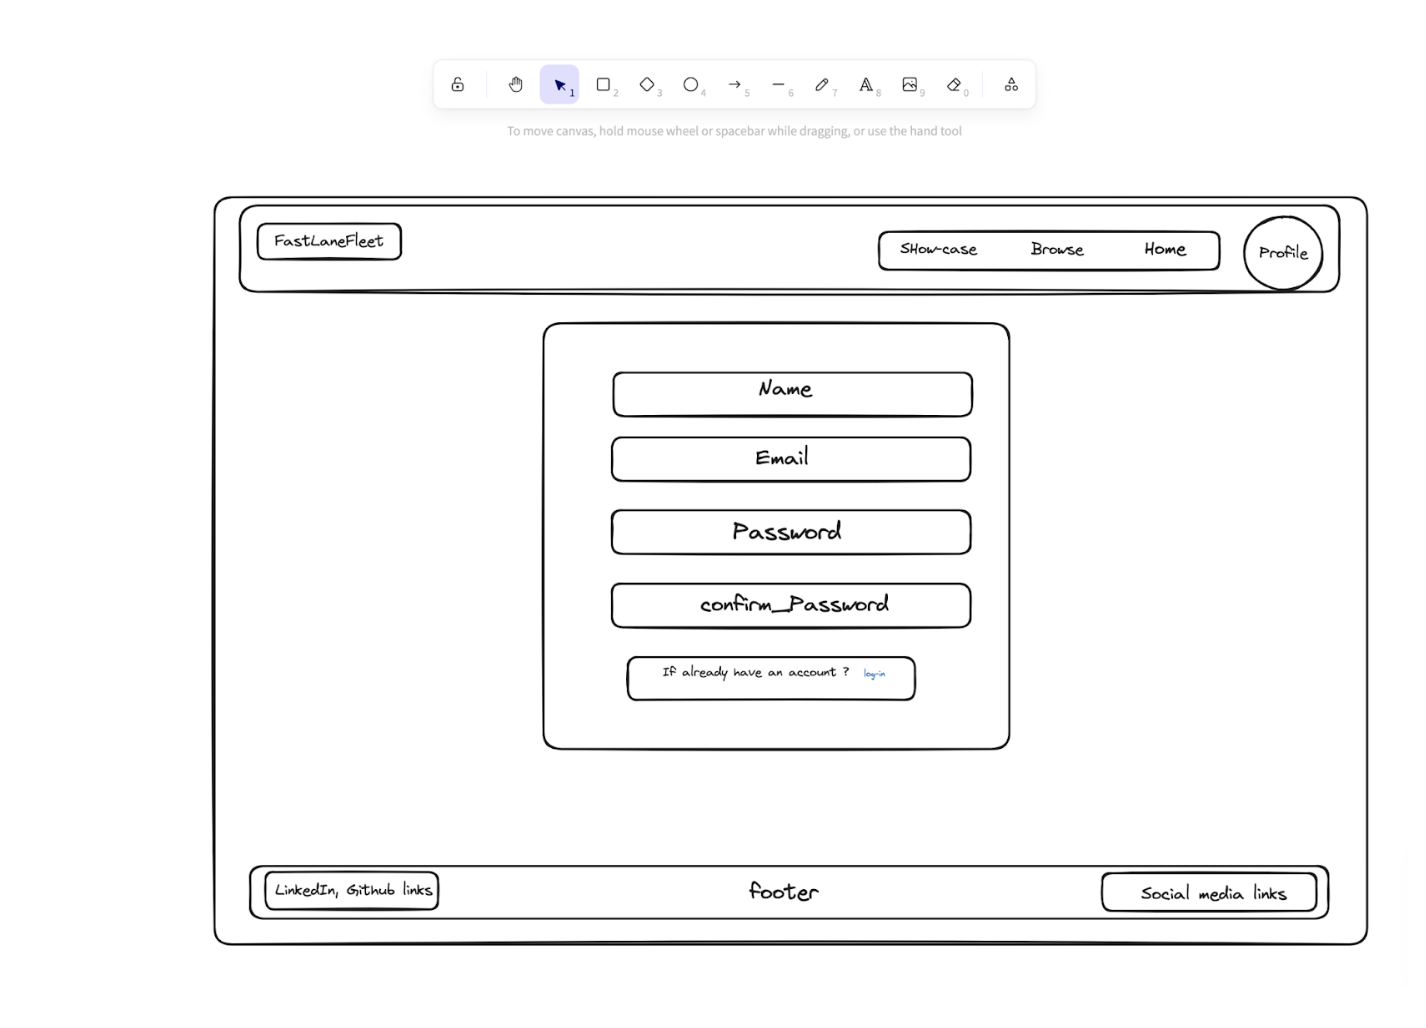 1 2 3 4 5 6 7 8 9 0
To move canvas, hold mouse wheel or spacebar while dragging, or use the hand tool
FastLaneFleet
SHow-case Browse Home Profile
Name
Email
Password
confirm_Password
If already have an account ? log-in
LinkedIn, Github links footer Social media links